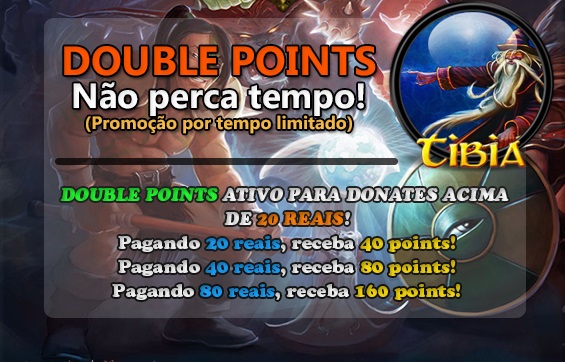 DOUBLE POINTS
Não perca tempo!
(Promoção por tempo limitado)
TIBIA
DOUBLE POINTS ATIVO PARA DONATES ACIMA
DE 20 REAIS!
Pagando 20 reais, receba 40 points!
Pagando 40 reais, receba 80 points!
Pagando 80 reais, receba 160 points!